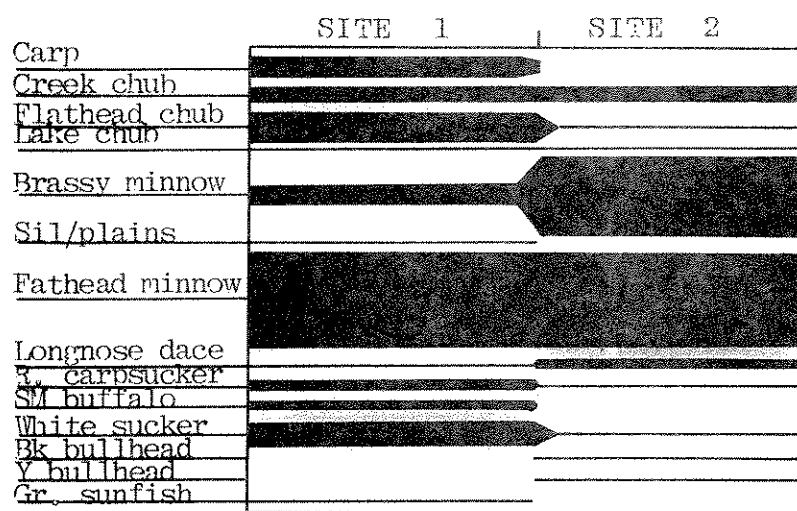 SITE 1 SITE 2
Carp
Creek chub
Flathead chub
Lake chub
Brassy minnow
Sil/plains
Fathead minnow
Longnose dace
R. carpsucker
SM buffalo
White sucker
Bk bullhead
Y bullhead
Gr. sunfish